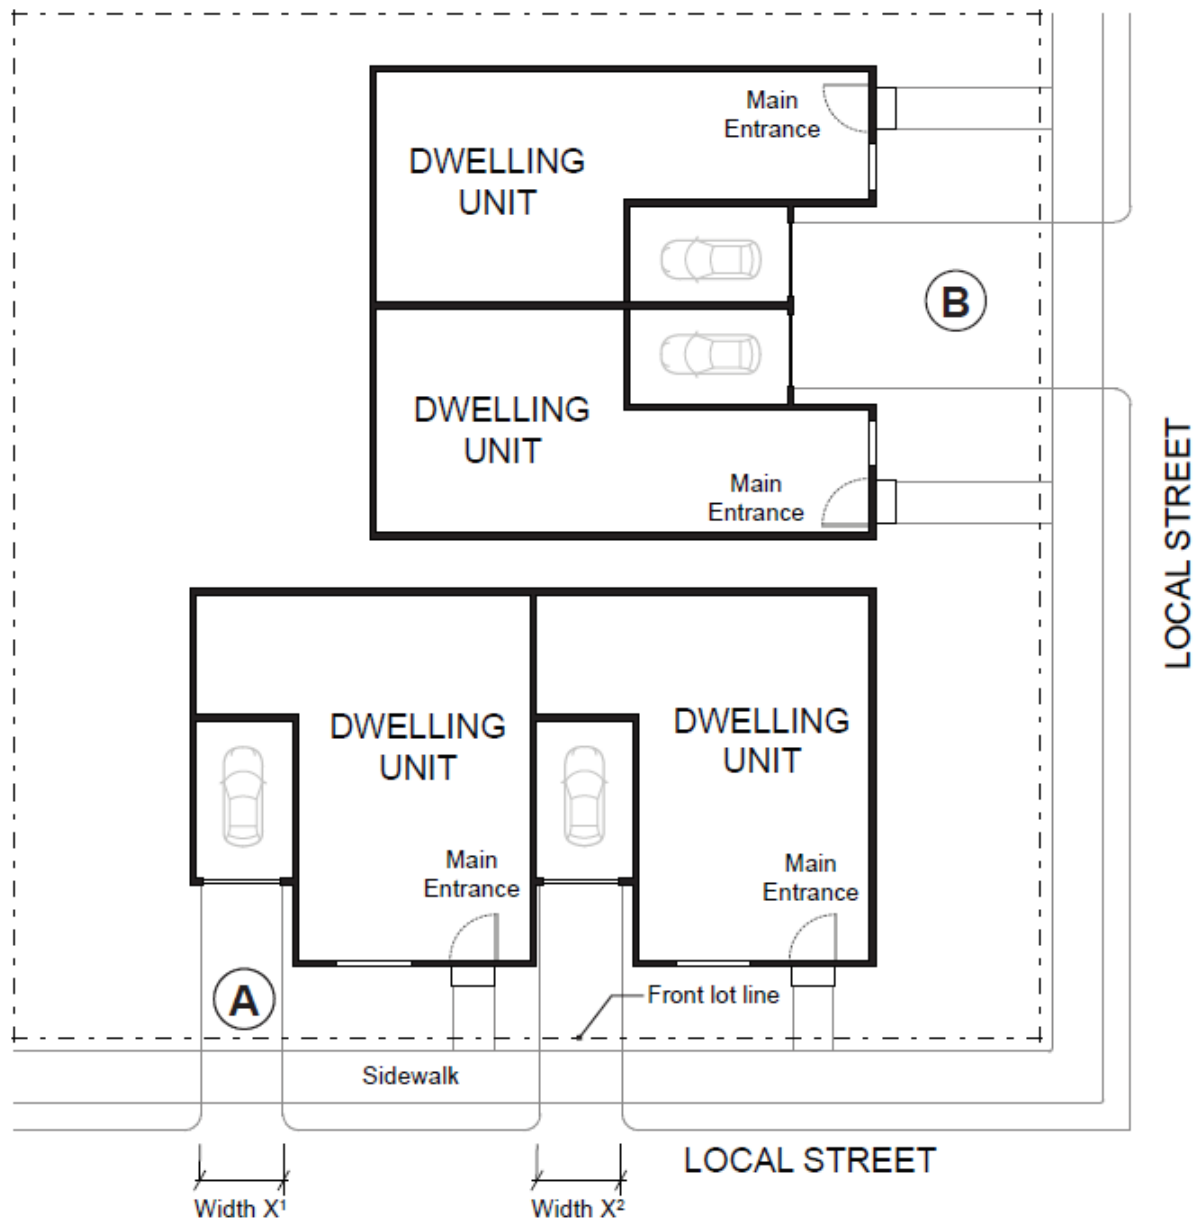 Main
Entrance
DWELLING
UNIT
B
DWELLING
UNIT
Main
Entrance
LOCAL STREET
DWELLING
UNIT
DWELLING
UNIT
Main
Entrance
Main
Entrance
A
Front lot line
Sidewalk
LOCAL STREET
Width X¹
Width X²